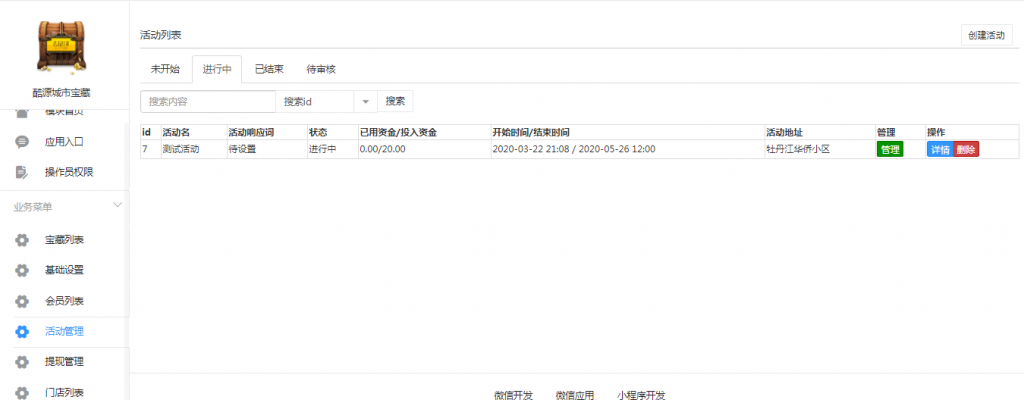 酷源城市宝藏
模块首页
应用入口
操作员权限
业务菜单
宝藏列表
基础设置
会员列表
活动管理
提现管理
门店列表
活动列表
创建活动
未开始 进行中 已结束 待审核
搜索内容 搜索id 搜索
id 活动名 活动响应词 状态 已用资金/投入资金 开始时间/结束时间 活动地址 管理 操作
7 测试活动 待设置 进行中 0.00/20.00 2020-03-22 21:08 / 2020-05-26 12:00 牡丹江华侨小区 管理 详情 删除
微信开发 微信应用 小程序开发